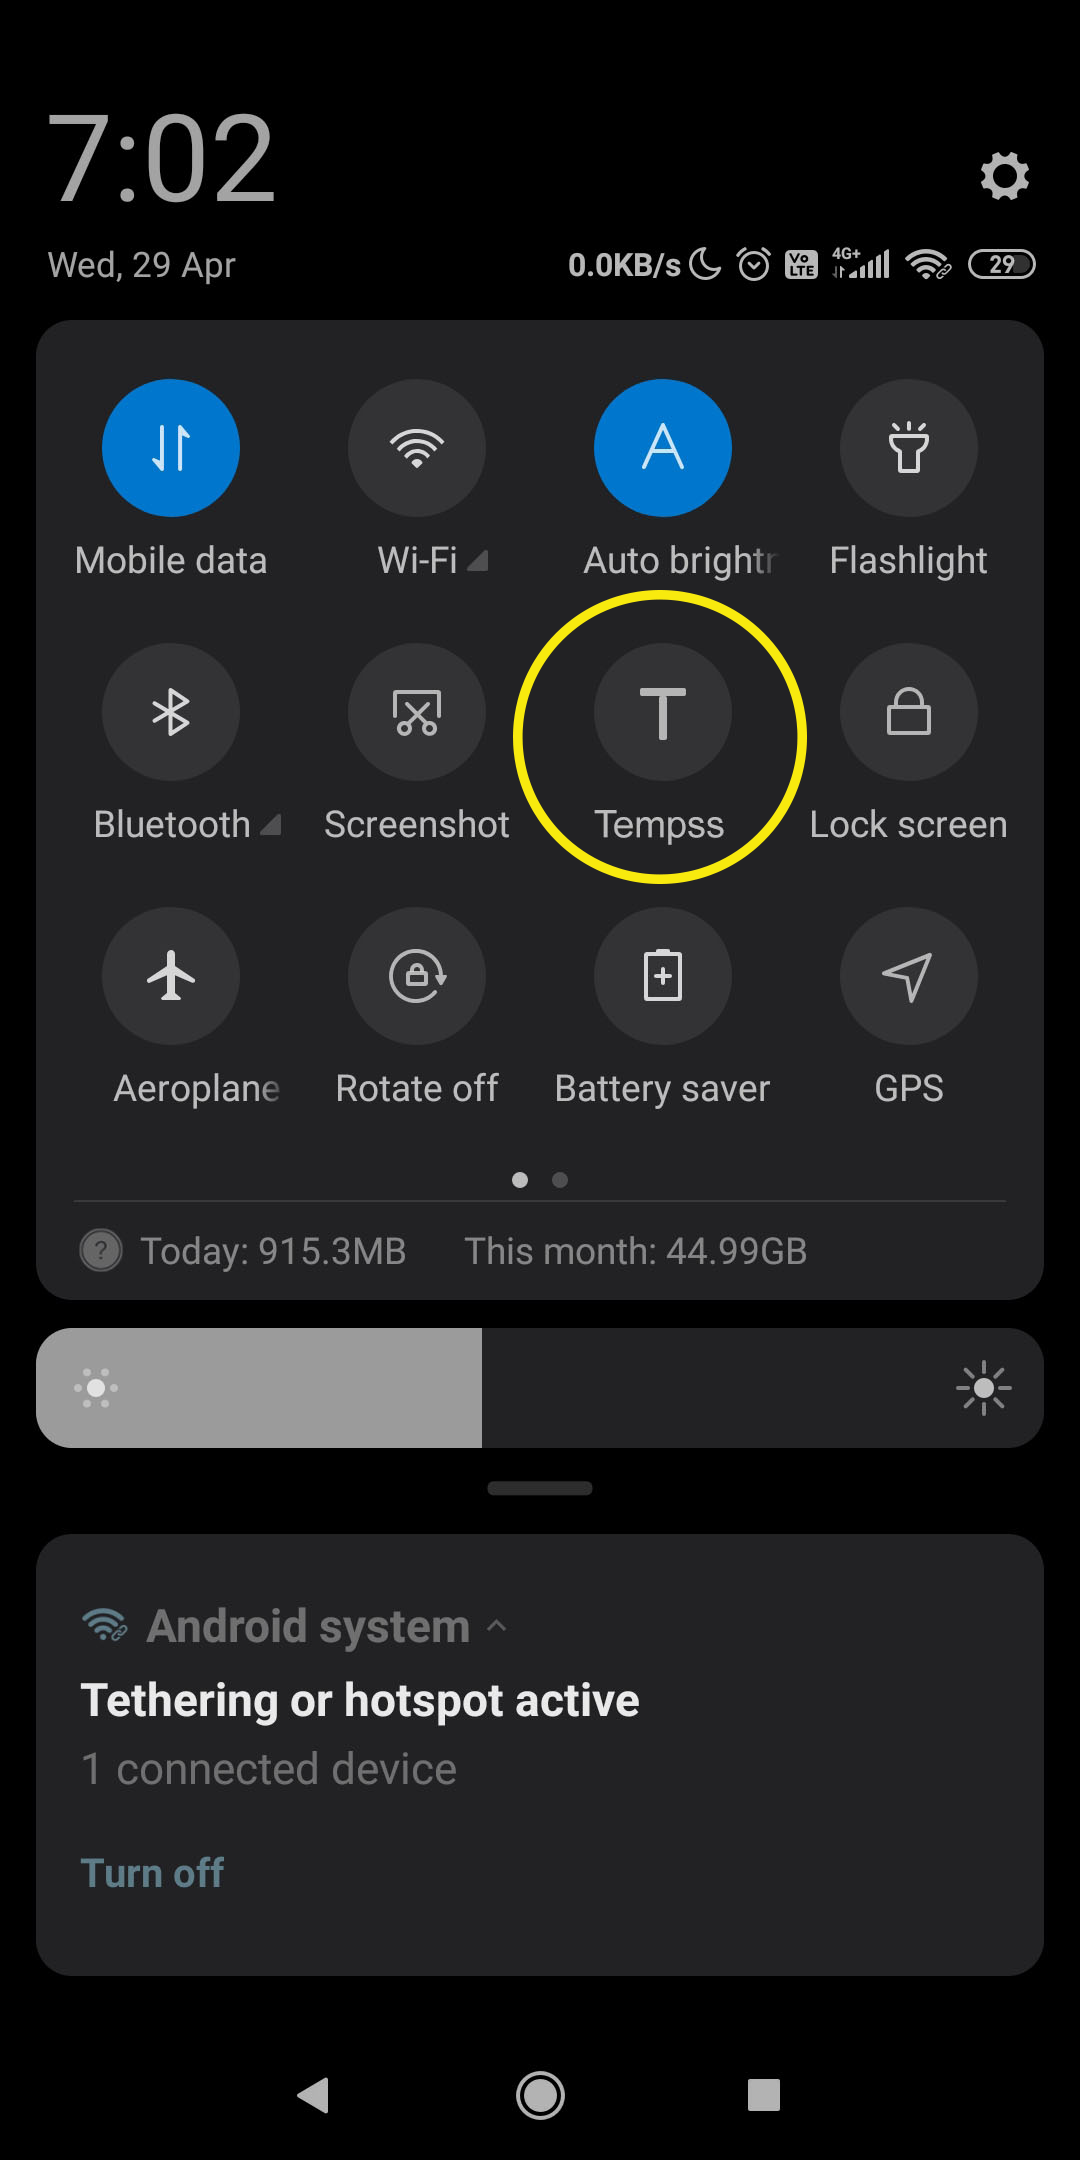 7:02
Wed, 29 Apr 0.0KB/s Vo LTE 4G+ 29
Mobile data Wi-Fi Auto brightr Flashlight
Bluetooth Screenshot Tempss Lock screen
Aeroplane Rotate off Battery saver GPS
? Today: 915.3MB This month: 44.99GB
Android system
Tethering or hotspot active
1 connected device
Turn off